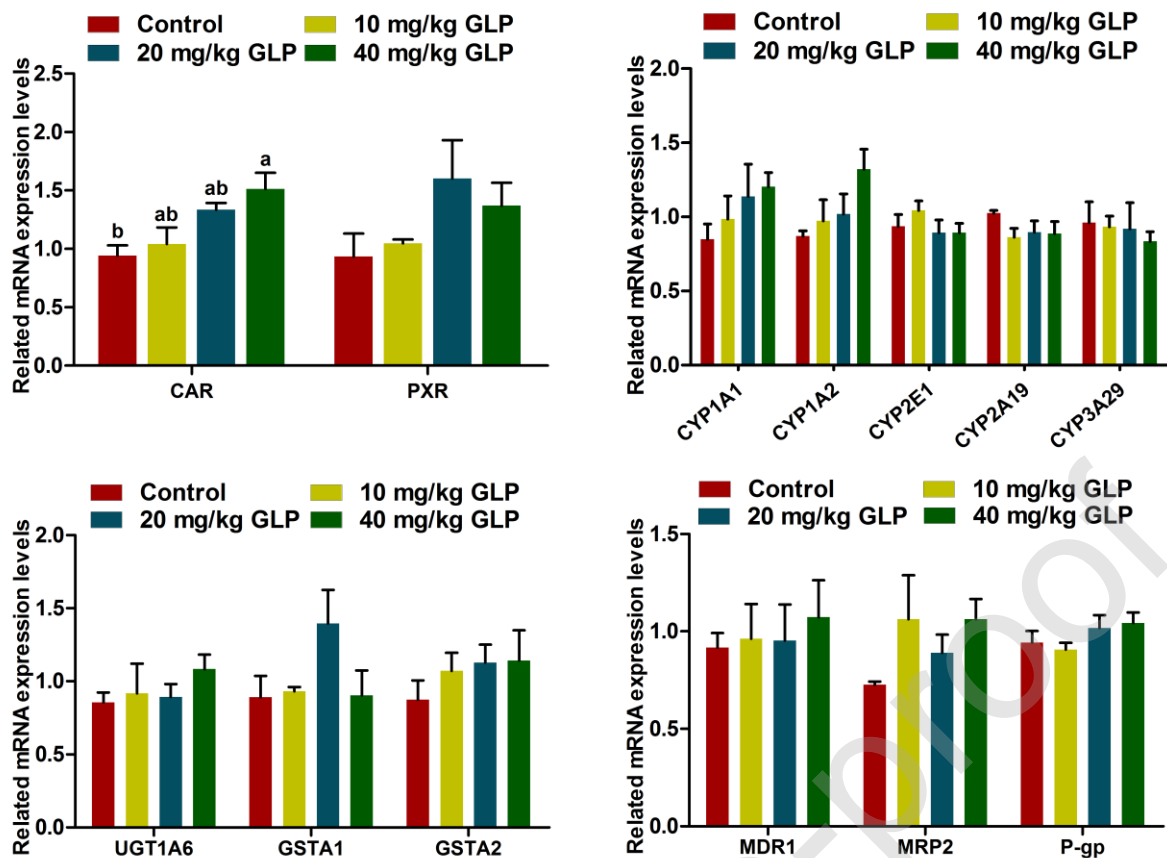 Control
10 mg/kg GLP
20 mg/kg GLP
40 mg/kg GLP
Related mRNA expression levels
2.5
2.0
1.5
1.0
0.5
0.0
b
ab
ab
a
CAR
PXR
Control
10 mg/kg GLP
20 mg/kg GLP
40 mg/kg GLP
Related mRNA expression levels
2.0
1.5
1.0
0.5
0.0
CYP1A1
CYP1A2
CYP2E1
CYP2A19
CYP3A29
Control
10 mg/kg GLP
20 mg/kg GLP
40 mg/kg GLP
Related mRNA expression levels
2.0
1.5
1.0
0.5
0.0
UGT1A6
GSTA1
GSTA2
Control
10 mg/kg GLP
20 mg/kg GLP
40 mg/kg GLP
Related mRNA expression levels
1.5
1.0
0.5
0.0
MDR1
MRP2
P-gp
proof